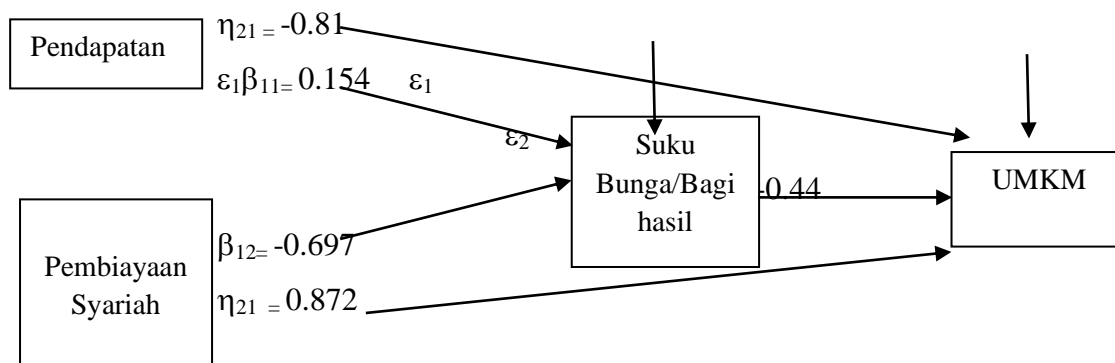 Pendapatan
η21 = -0.81
ε1β11= 0.154
ε1
ε2
Suku
Bunga/Bagi
hasil
-0.44
UMKM
Pembiayaan
Syariah
β12= -0.697
η21 = 0.872